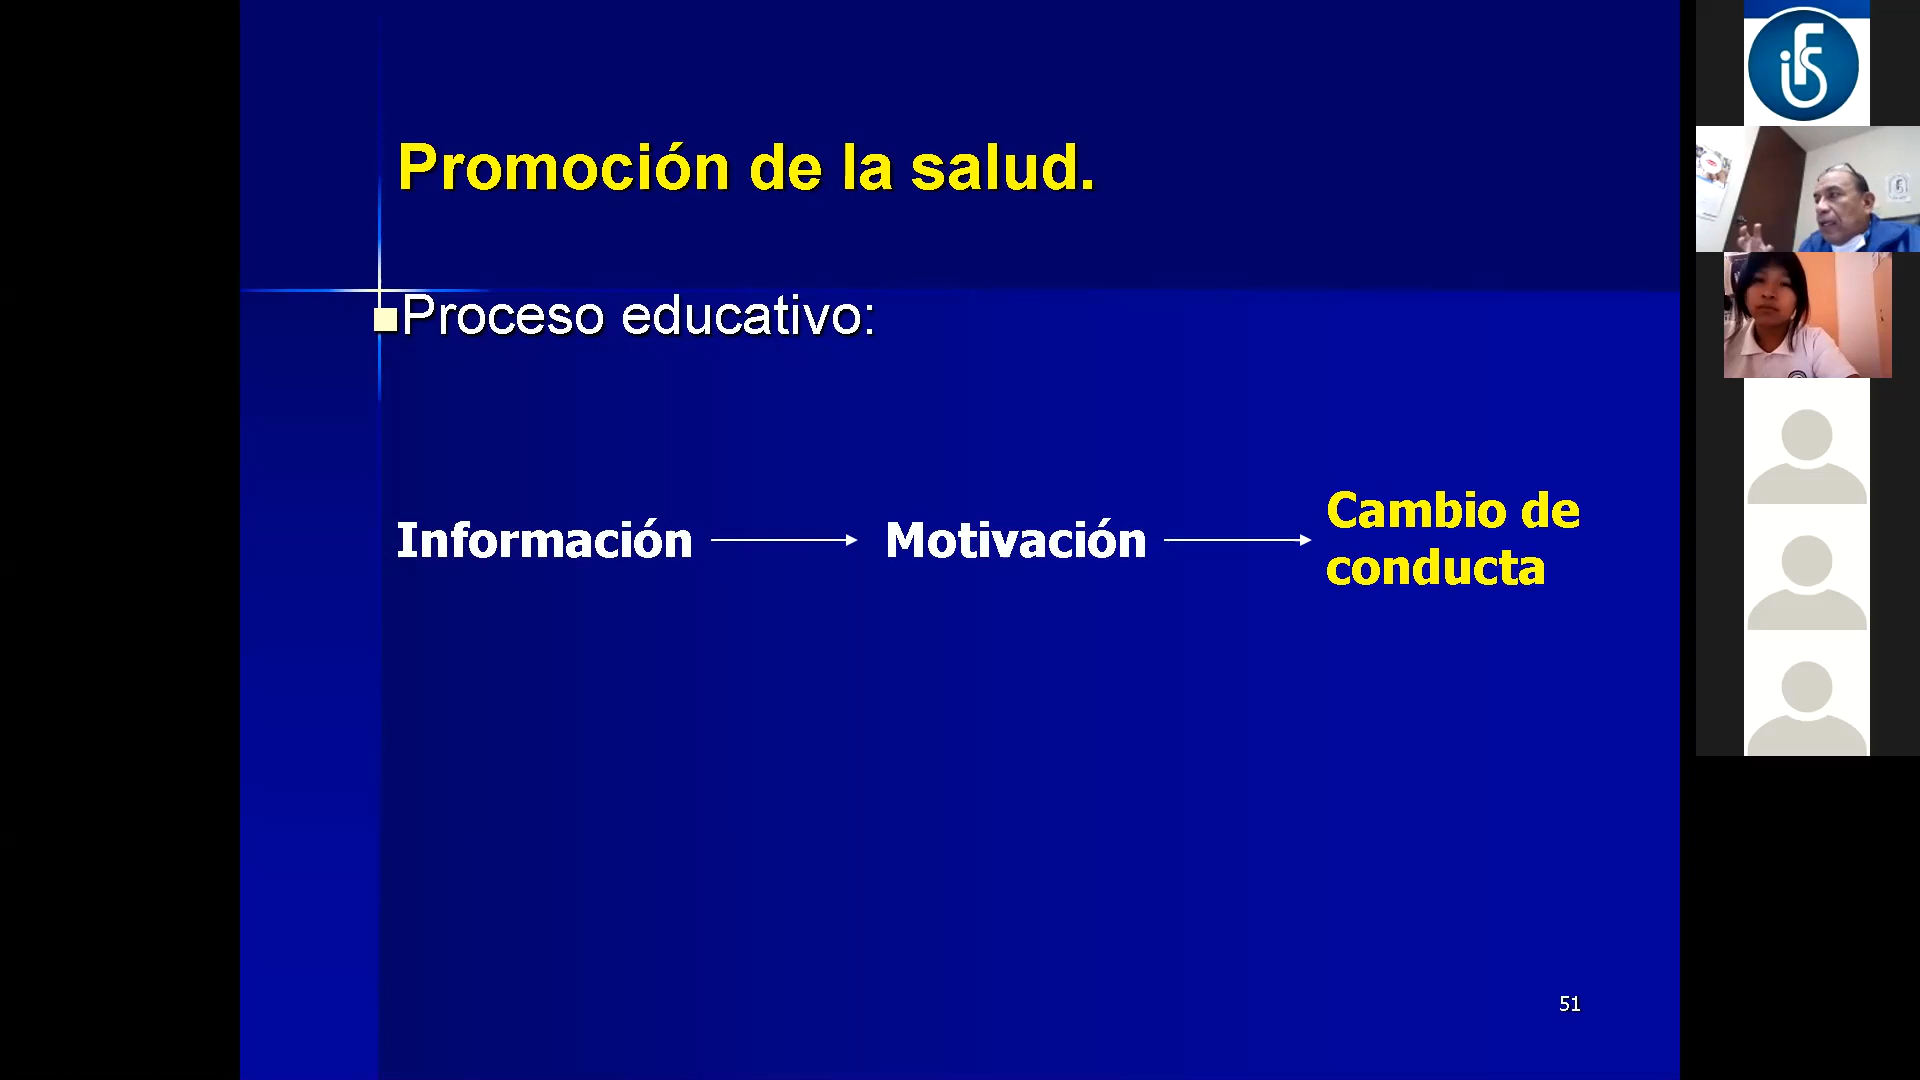 Promoción de la salud.
Proceso educativo:
Información
Motivación
Cambio de
conducta
51